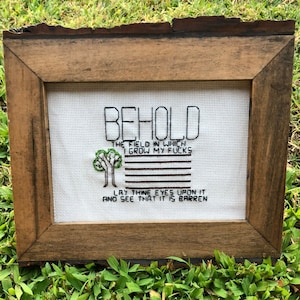 BEHOLD
THE FIELD IN WHICH
I GROW MY FUCKS
LAY THINE EYES UPON IT
AND SEE THAT IT IS BARREN